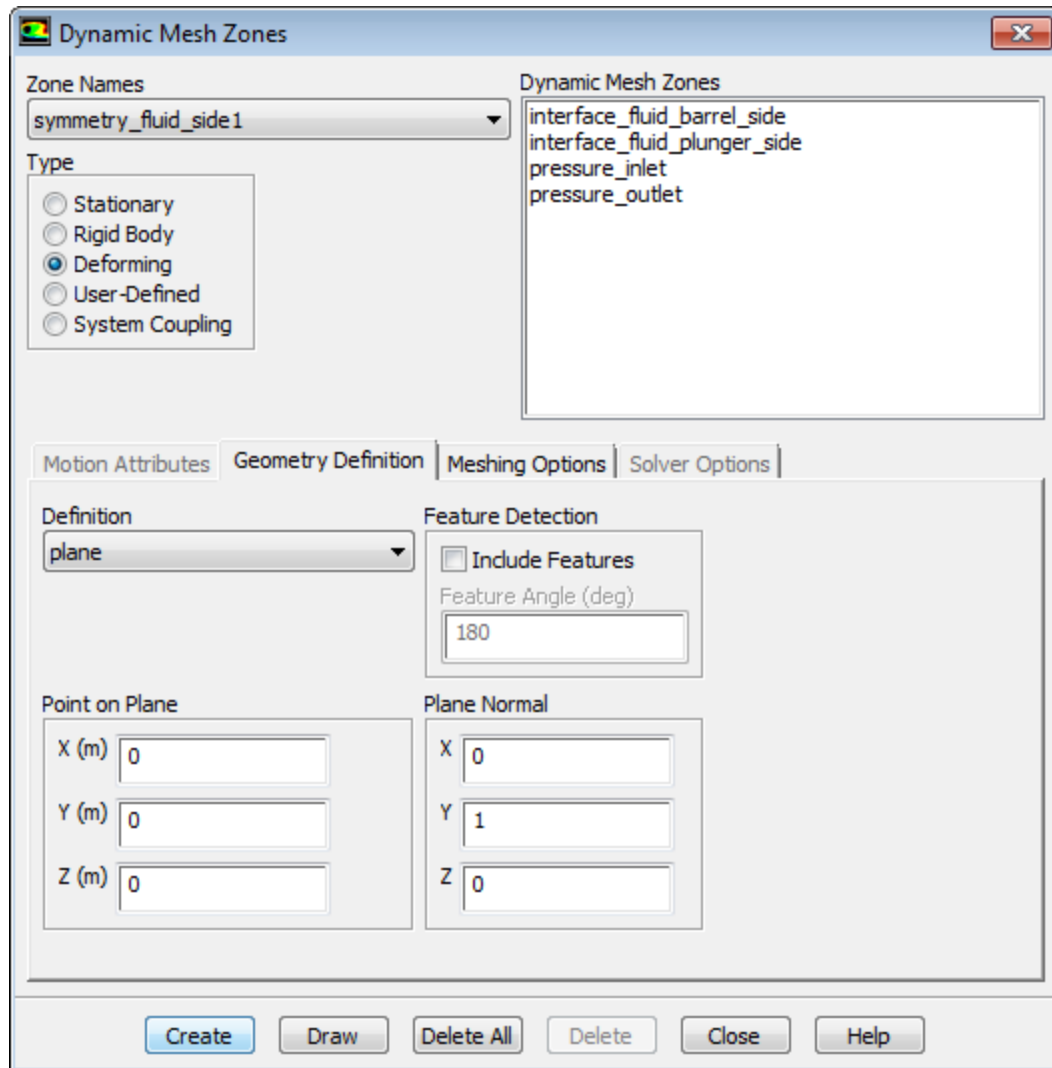 Dynamic Mesh Zones
Zone Names
symmetry_fluid_side1
Type
Stationary
Rigid Body
Deforming
User-Defined
System Coupling
Dynamic Mesh Zones
interface_fluid_barrel_side
interface_fluid_plunger_side
pressure_inlet
pressure_outlet
Motion Attributes Geometry Definition Meshing Options Solver Options
Definition
plane
Feature Detection
Include Features
Feature Angle (deg)
180
Point on Plane
X (m) 0
Y (m) 0
Z (m) 0
Plane Normal
X 0
Y 1
Z 0
Create Draw Delete All Delete Close Help